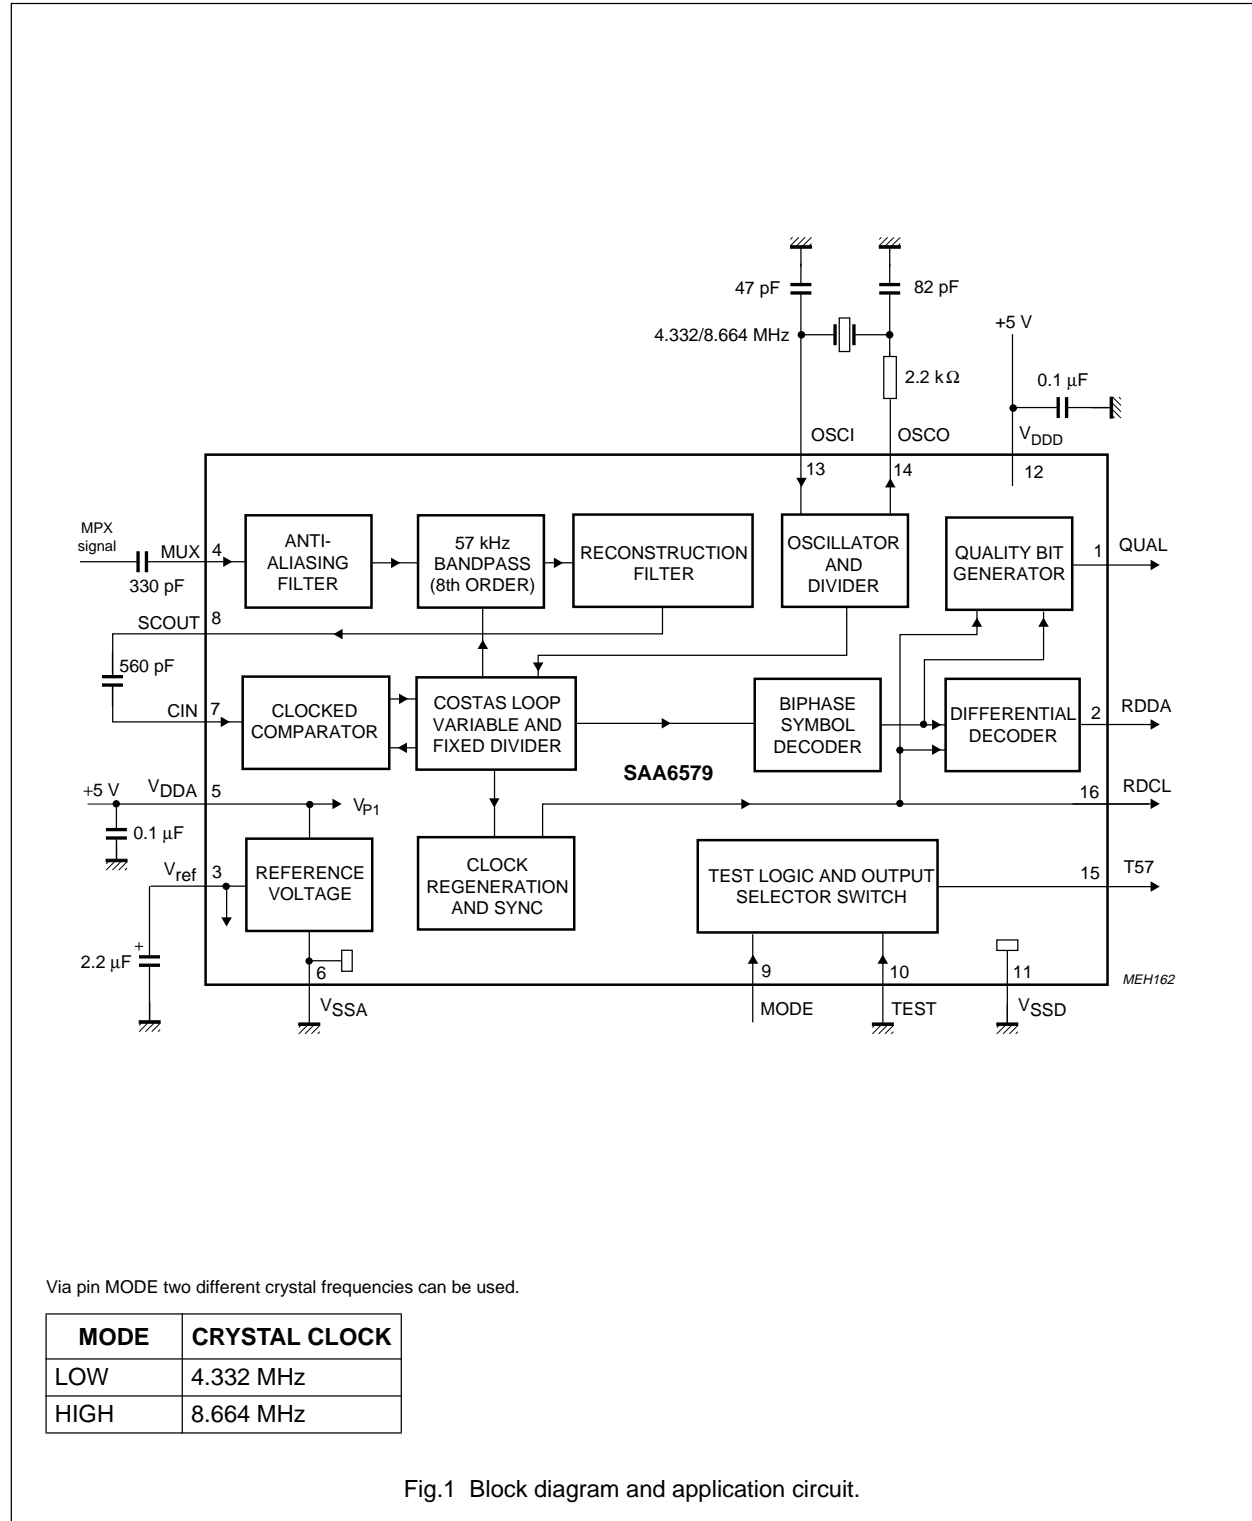 47 pF
82 pF
4.332/8.664 MHz
+5 V
2.2 kΩ
0.1 μF
OSCI
OSCO
VDDD
13
14
12
MPX
signal
MUX
4
330 pF
ANTI-
ALIASING
FILTER
57 kHz
BANDPASS
(8th ORDER)
RECONSTRUCTION
FILTER
OSCILLATOR
AND
DIVIDER
QUALITY BIT
GENERATOR
1
QUAL
SCOUT
8
560 pF
CIN
7
CLOCKED
COMPARATOR
COSTAS LOOP
VARIABLE AND
FIXED DIVIDER
BIPHASE
SYMBOL
DECODER
DIFFERENTIAL
DECODER
2
RDDA
SAA6579
+5 V
VDDA
5
VP1
16
RDCL
0.1 μF
Vref
3
REFERENCE
VOLTAGE
CLOCK
REGENERATION
AND SYNC
TEST LOGIC AND OUTPUT
SELECTOR SWITCH
15
T57
+
2.2 μF
6
VSSA
9
MODE
10
TEST
11
VSSD
MEH162
Via pin MODE two different crystal frequencies can be used.
MODE CRYSTAL CLOCK
LOW 4.332 MHz
HIGH 8.664 MHz
Fig.1 Block diagram and application circuit.